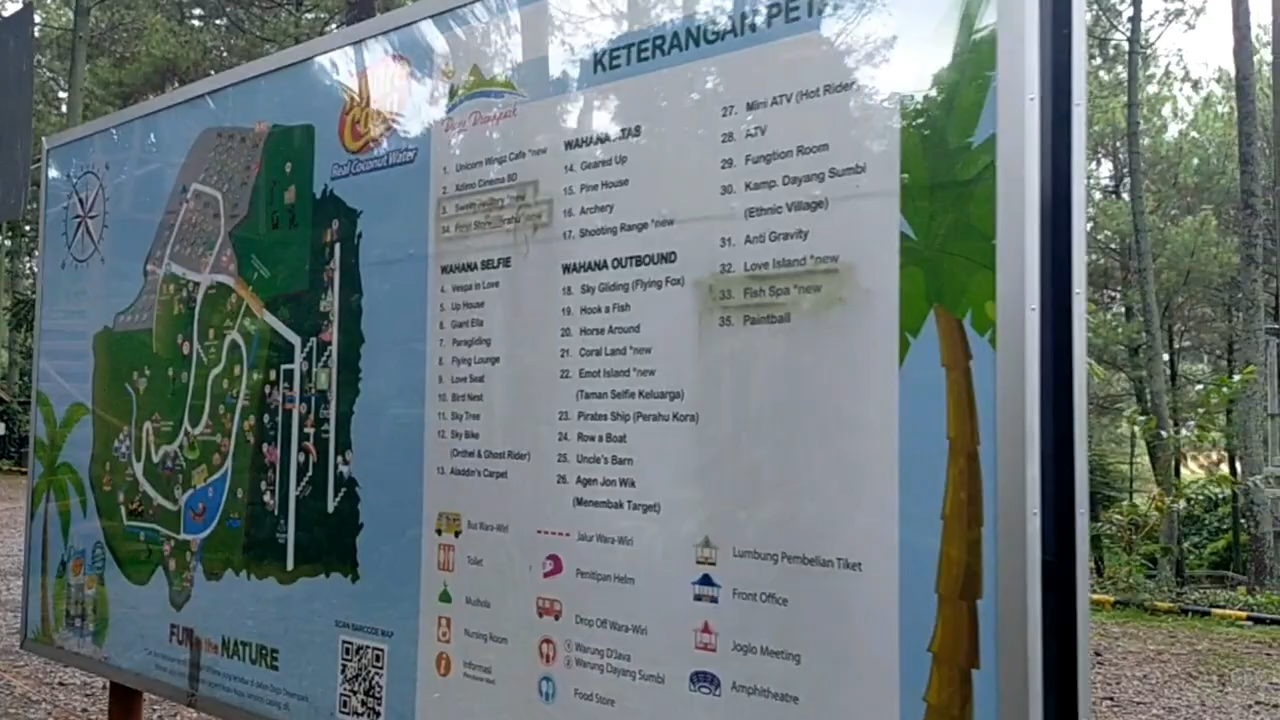 Real Coconut Water
KETERANGAN
1. Unicorn Wingz Cafe *new
2. Azimo Cinema 8D
3.
34.
WAHANA SELFIE
4. Vespa in Love
5. Up House
6. Giant Ella
7. Paragliding
8. Flying Lounge
9. Love Seat
10. Bird Nest
11. Sky Tree
12. Sky Bike
(Onthel & Ghost Rider)
13. Aladdin's Carpet
WAHANA
14. Geared Up
15. Pine House
16. Archery
17. Shooting Range *new
WAHANA OUTBOUND
18. Sky Gliding (Flying Fox)
19. Hook a Fish
20. Horse Around
21. Coral Land *new
22. Emot Island *new
(Taman Selfie Keluarga)
23. Pirates Ship (Perahu Kora)
24. Row a Boat
25. Uncle's Barn
26. Agen Jon Wik
(Menembak Target)
27. Mini ATV (Hot Rider
28. ATV
29. Fungtion Room
30. Kamp. Dayang Sumbi
(Ethnic Village)
31. Anti Gravity
32. Love Island *new
33. Fish Spa *new
35. Paintball
Bus Wara-Wiri
Toilet
Mushola
Nursing Room
Informasi
Jalur Wara-Wiri
Penitipan Helm
Drop Off Wara-Wiri
① Warung D'Java
② Warung Dayang Sumbi
Food Store
Lumbung Pembelian Tiket
Front Office
Joglo Meeting
Amphitheatre
FUN the NATURE
SCAN BARCODE MAP